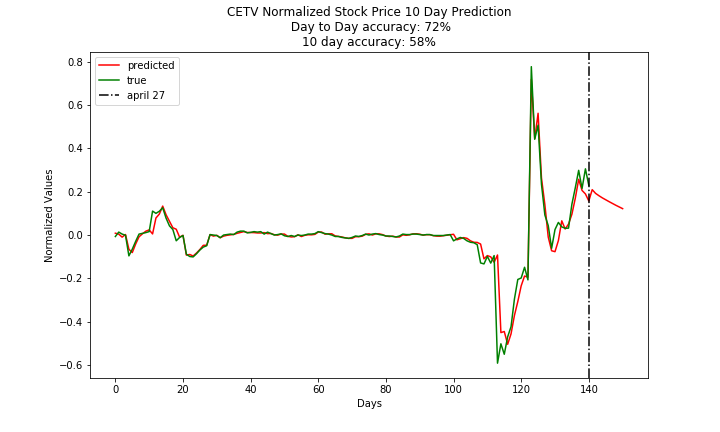 CETV Normalized Stock Price 10 Day Prediction
Day to Day accuracy: 72%
10 day accuracy: 58%
predicted
true
april 27
Normalized Values
0.8
0.6
0.4
0.2
0.0
−0.2
−0.4
−0.6
0 20 40 60 80 100 120 140
Days